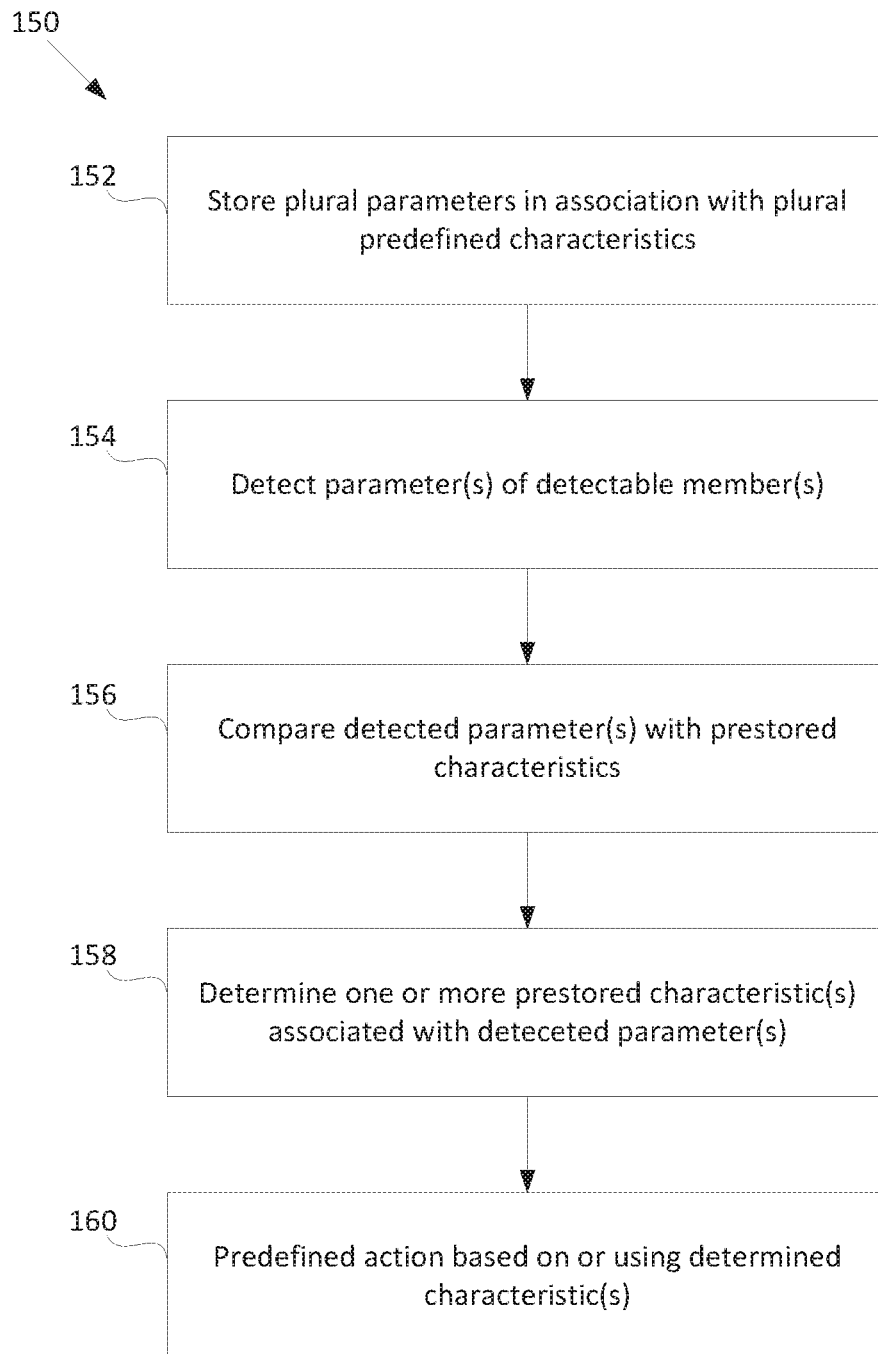 150
152
Store plural parameters in association with plural
predefined characteristics
154
Detect parameter(s) of detectable member(s)
156
Compare detected parameter(s) with prestored
characteristics
158
Determine one or more prestored characteristic(s)
associated with deteceted parameter(s)
160
Predefined action based on or using determined
characteristic(s)